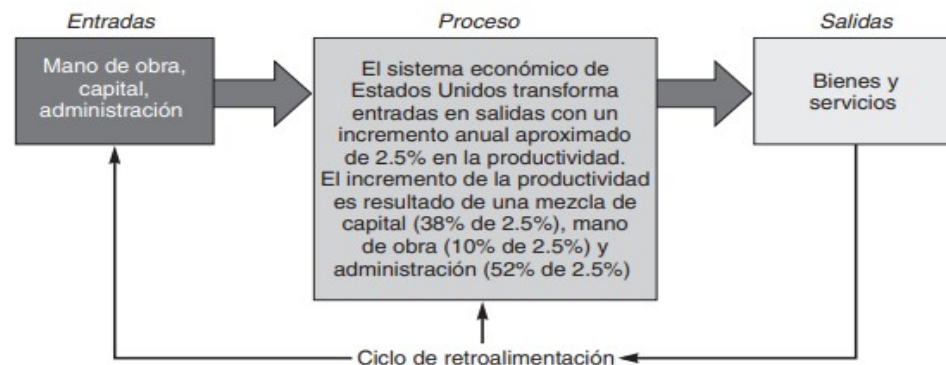 Entradas
Proceso
Salidas
Mano de obra,
capital,
administración
El sistema económico de
Estados Unidos transforma
entradas en salidas con un
incremento anual aproximado
de 2.5% en la productividad.
El incremento de la productividad
es resultado de una mezcla de
capital (38% de 2.5%), mano
de obra (10% de 2.5%) y
administración (52% de 2.5%)
Bienes y
servicios
Ciclo de retroalimentación